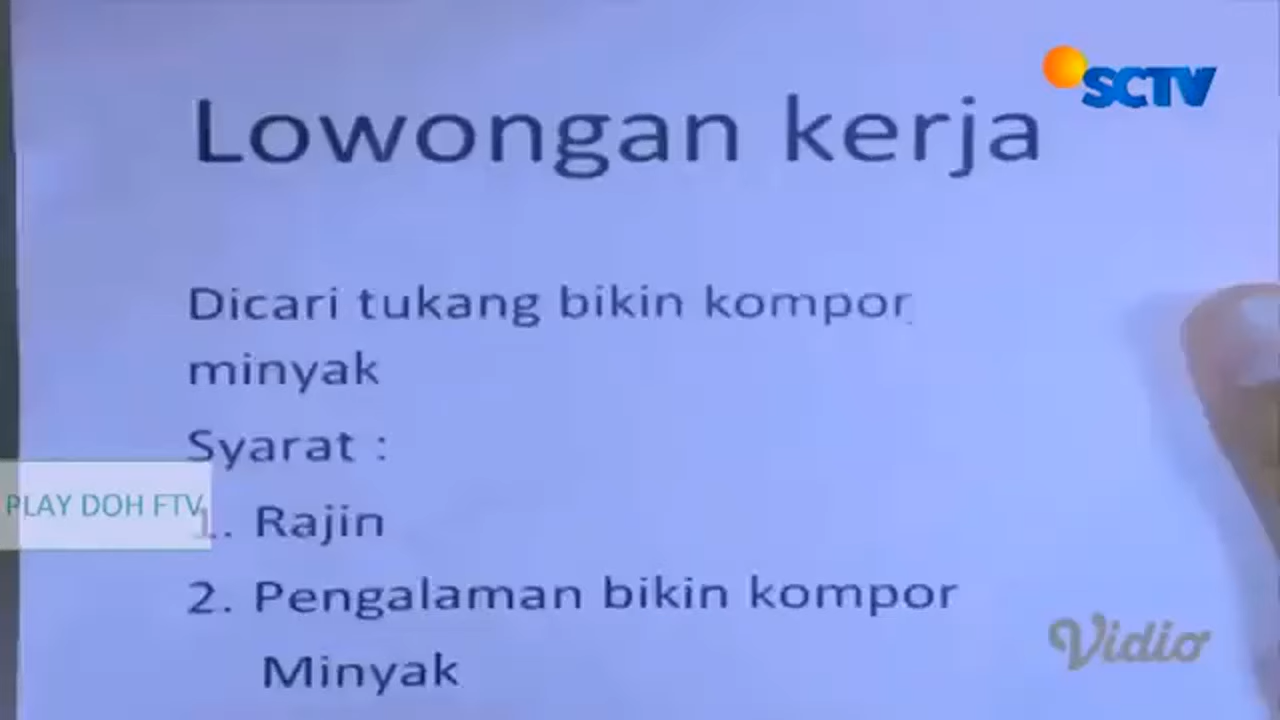 SCTV
Lowongan kerja
Dicari tukang bikin kompor
minyak
Syarat :
PLAY DOH FTV
1. Rajin
2. Pengalaman bikin kompor
Minyak
Vidio